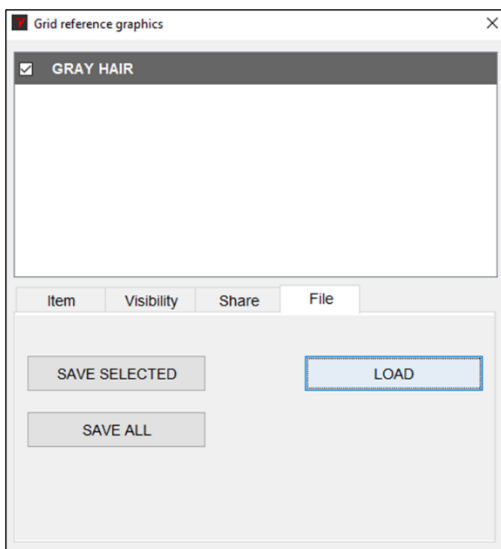 Grid reference graphics
GRAY HAIR
Item Visibility Share File
SAVE SELECTED LOAD
SAVE ALL